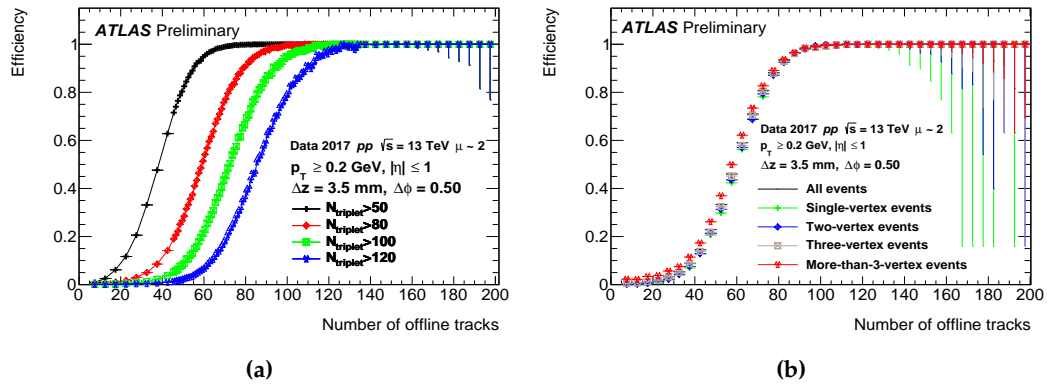 ATLAS Preliminary
Efficiency
1
0.8
0.6
0.4
0.2
0
Data 2017 pp √s = 13 TeV μ ~ 2
p_T ≥ 0.2 GeV, |η| ≤ 1
Δz = 3.5 mm, Δϕ = 0.50
N_triplet>50
N_triplet>80
N_triplet>100
N_triplet>120
0 20 40 60 80 100 120 140 160 180 200
Number of offline tracks
(a)
ATLAS Preliminary
Efficiency
1
0.8
0.6
0.4
0.2
0
Data 2017 pp √s = 13 TeV μ ~ 2
p_T ≥ 0.2 GeV, |η| ≤ 1
Δz = 3.5 mm, Δϕ = 0.50
All events
Single-vertex events
Two-vertex events
Three-vertex events
More-than-3-vertex events
0 20 40 60 80 100 120 140 160 180 200
Number of offline tracks
(b)